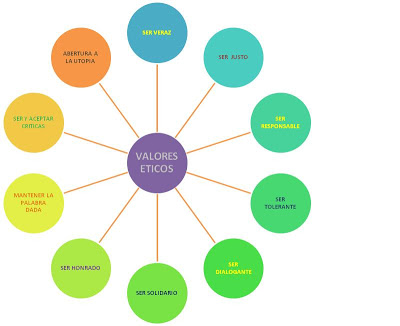 SER VERAZ
SER JUSTO
SER
RESPONSABLE
SER
TOLERANTE
SER
DIALOGANTE
SER SOLIDARIO
SER HONRADO
MANTENER LA
PALABRA
DADA
SER Y ACEPTAR
CRITICAS
ABERTURA A
LA UTOPIA
VALORES
ETICOS